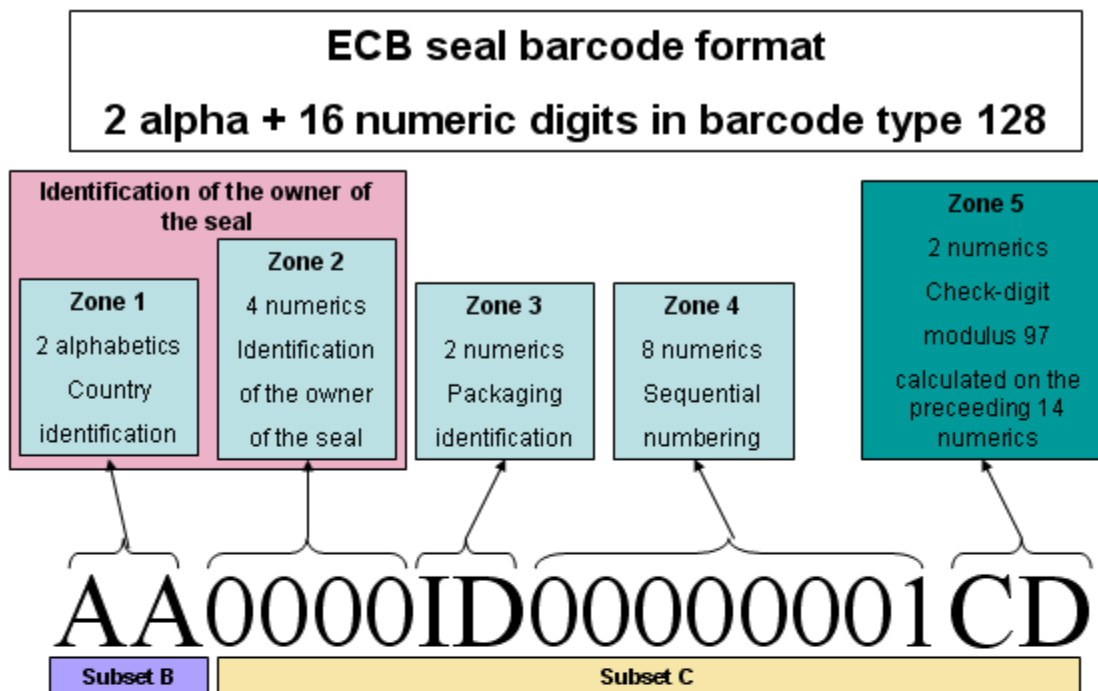 ECB seal barcode format
2 alpha + 16 numeric digits in barcode type 128
Identification of the owner of
the seal
Zone 1
2 alphabetics
Country
identification
Zone 2
4 numerics
Identification
of the owner
of the seal
Zone 3
2 numerics
Packaging
identification
Zone 4
8 numerics
Sequential
numbering
Zone 5
2 numerics
Check-digit
modulus 97
calculated on the
preceeding 14
numerics
AA0000ID000000001CD
Subset B
Subset C